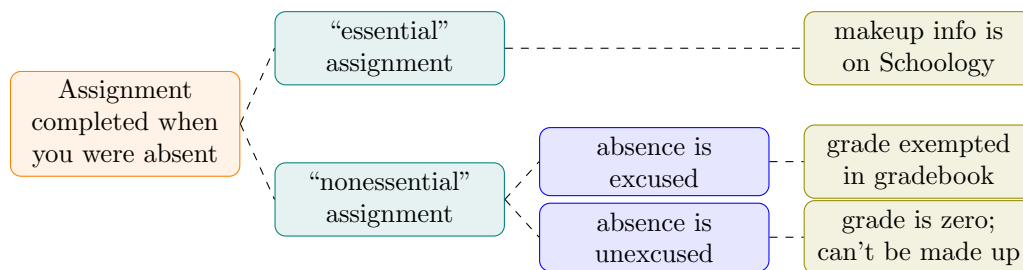 Assignment
completed when
you were absent
“essential”
assignment
makeup info is
on Schoology
“nonessential”
assignment
absence is
excused
grade exempted
in gradebook
absence is
unexcused
grade is zero;
can't be made up